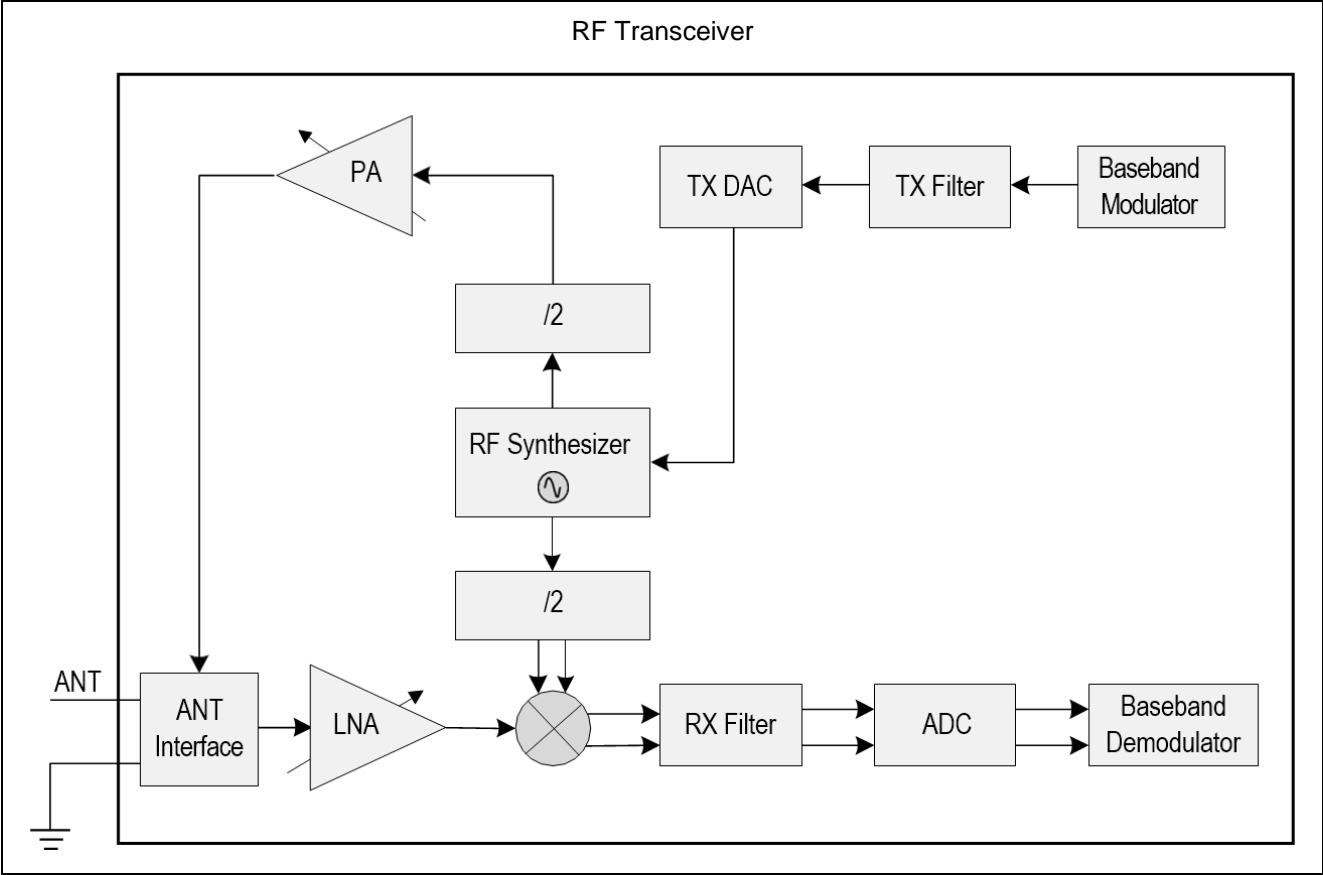 RF Transceiver
PA
TX DAC
TX Filter
Baseband
Modulator
/2
RF Synthesizer
/2
ANT
ANT
Interface
LNA
RX Filter
ADC
Baseband
Demodulator